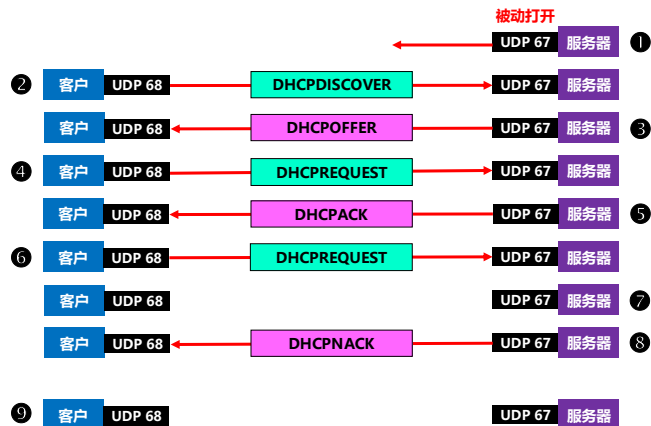 被动打开
UDP 67 服务器 ❶
❷ 客户 UDP 68 DHCPDISCOVER UDP 67 服务器
客户 UDP 68 DHCPOFFER UDP 67 服务器 ❸
❹ 客户 UDP 68 DHCPREQUEST UDP 67 服务器
客户 UDP 68 DHCPACK UDP 67 服务器 ❺
❻ 客户 UDP 68 DHCPREQUEST UDP 67 服务器
客户 UDP 68 UDP 67 服务器 ❼
客户 UDP 68 DHCPNACK UDP 67 服务器 ❽
❾ 客户 UDP 68 UDP 67 服务器